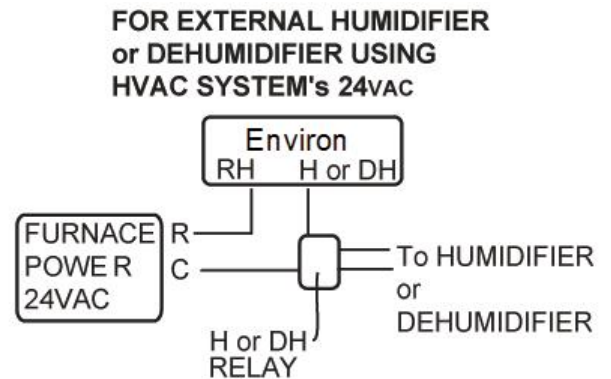 FOR EXTERNAL HUMIDIFIER
or DEHUMIDIFIER USING
HVAC SYSTEM's 24VAC
Environ
RH H or DH
FURNACE R
POWER C
24VAC
To HUMIDIFIER
or
DEHUMIDIFIER
H or DH
RELAY